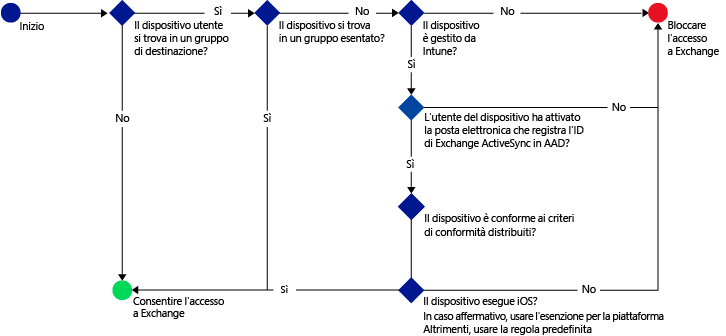 Inizio
Il dispositivo utente
si trova in un gruppo
di destinazione?
Sì
Il dispositivo si trova
in un gruppo esentato?
No
Il dispositivo
è gestito da
Intune?
No
Bloccare
l'accesso
a Exchange
Sì
No
Sì
L'utente del dispositivo ha attivato
la posta elettronica che registra l'ID
di Exchange ActiveSync in AAD?
No
Sì
Il dispositivo è conforme ai criteri
di conformità distribuiti?
Consentire l'accesso
a Exchange
Sì
Il dispositivo esegue iOS?
In caso affermativo, usare l'esenzione per la piattaforma
Altrimenti, usare la regola predefinita
No